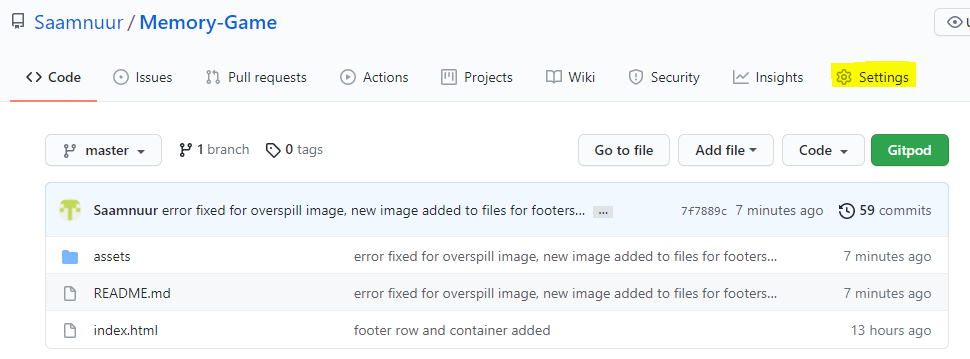 Saamnuur / Memory-Game
Code Issues Pull requests Actions Projects Wiki Security Insights Settings
master 1 branch 0 tags Go to file Add file Code Gitpod
Saamnuur error fixed for overspill image, new image added to files for footers... ... 7f7889c 7 minutes ago 59 commits
assets error fixed for overspill image, new image added to files for footers... 7 minutes ago
README.md error fixed for overspill image, new image added to files for footers... 7 minutes ago
index.html footer row and container added 13 hours ago